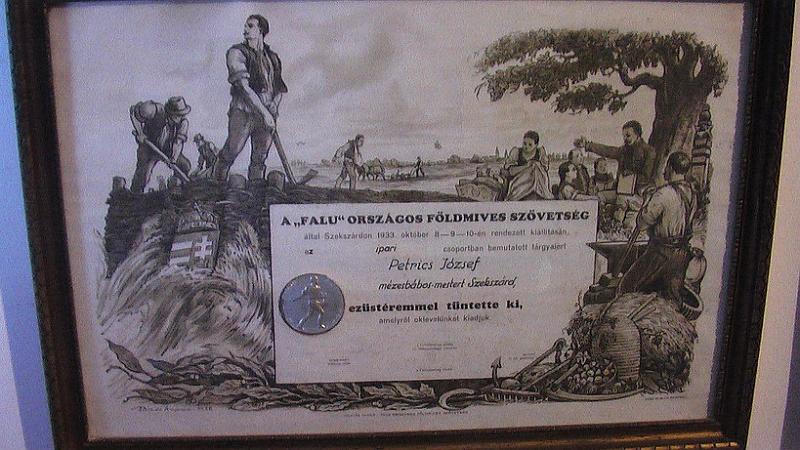 A „FALU“ ORSZÁGOS FÖLDMIVES SZÖVETSÉG
által Szekszárdon 1933. október 8—9—10-én rendezett kiállításán,
az ipari csoportban bemutatott tárgyaiért
Petrics József
mézesbábos-mestert Szekszárd,
ezüstéremmel tüntette ki,
amelyről oklevelünket kiadjuk.